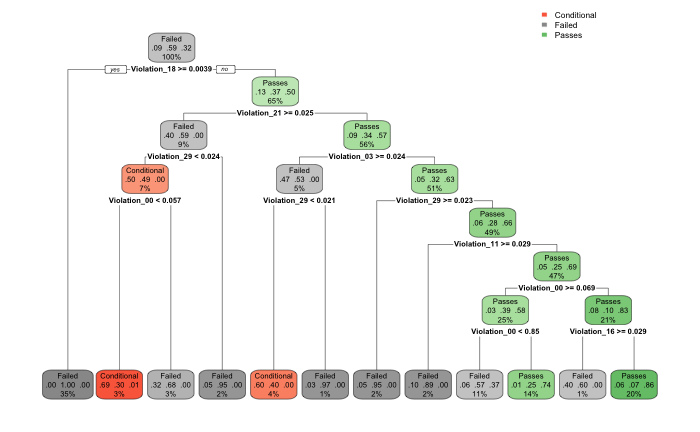 Conditional
Failed
Passes
Failed
.09 .59 .32
100%
yes Violation_18 >= 0.0039 no
Passes
.13 .37 .50
65%
Violation_21 >= 0.025
Failed
.40 .59 .00
9%
Passes
.09 .34 .57
56%
Violation_29 < 0.024
Violation_03 >= 0.024
Conditional
.50 .49 .00
7%
Failed
.47 .53 .00
5%
Passes
.05 .32 .63
51%
Violation_00 < 0.057
Violation_29 < 0.021
Violation_29 >= 0.023
Passes
.06 .28 .66
49%
Violation_11 >= 0.029
Passes
.05 .25 .69
47%
Violation_00 >= 0.069
Passes
.03 .39 .58
25%
Passes
.08 .10 .83
21%
Violation_00 < 0.85
Violation_16 >= 0.029
Failed
.00 1.00 .00
35%
Conditional
.69 .30 .01
3%
Failed
.32 .68 .00
3%
Failed
.05 .95 .00
2%
Conditional
.60 .40 .00
4%
Failed
.03 .97 .00
1%
Failed
.05 .95 .00
2%
Failed
.10 .89 .00
2%
Failed
.06 .57 .37
11%
Passes
.01 .25 .74
14%
Failed
.40 .60 .00
1%
Passes
.06 .07 .86
20%